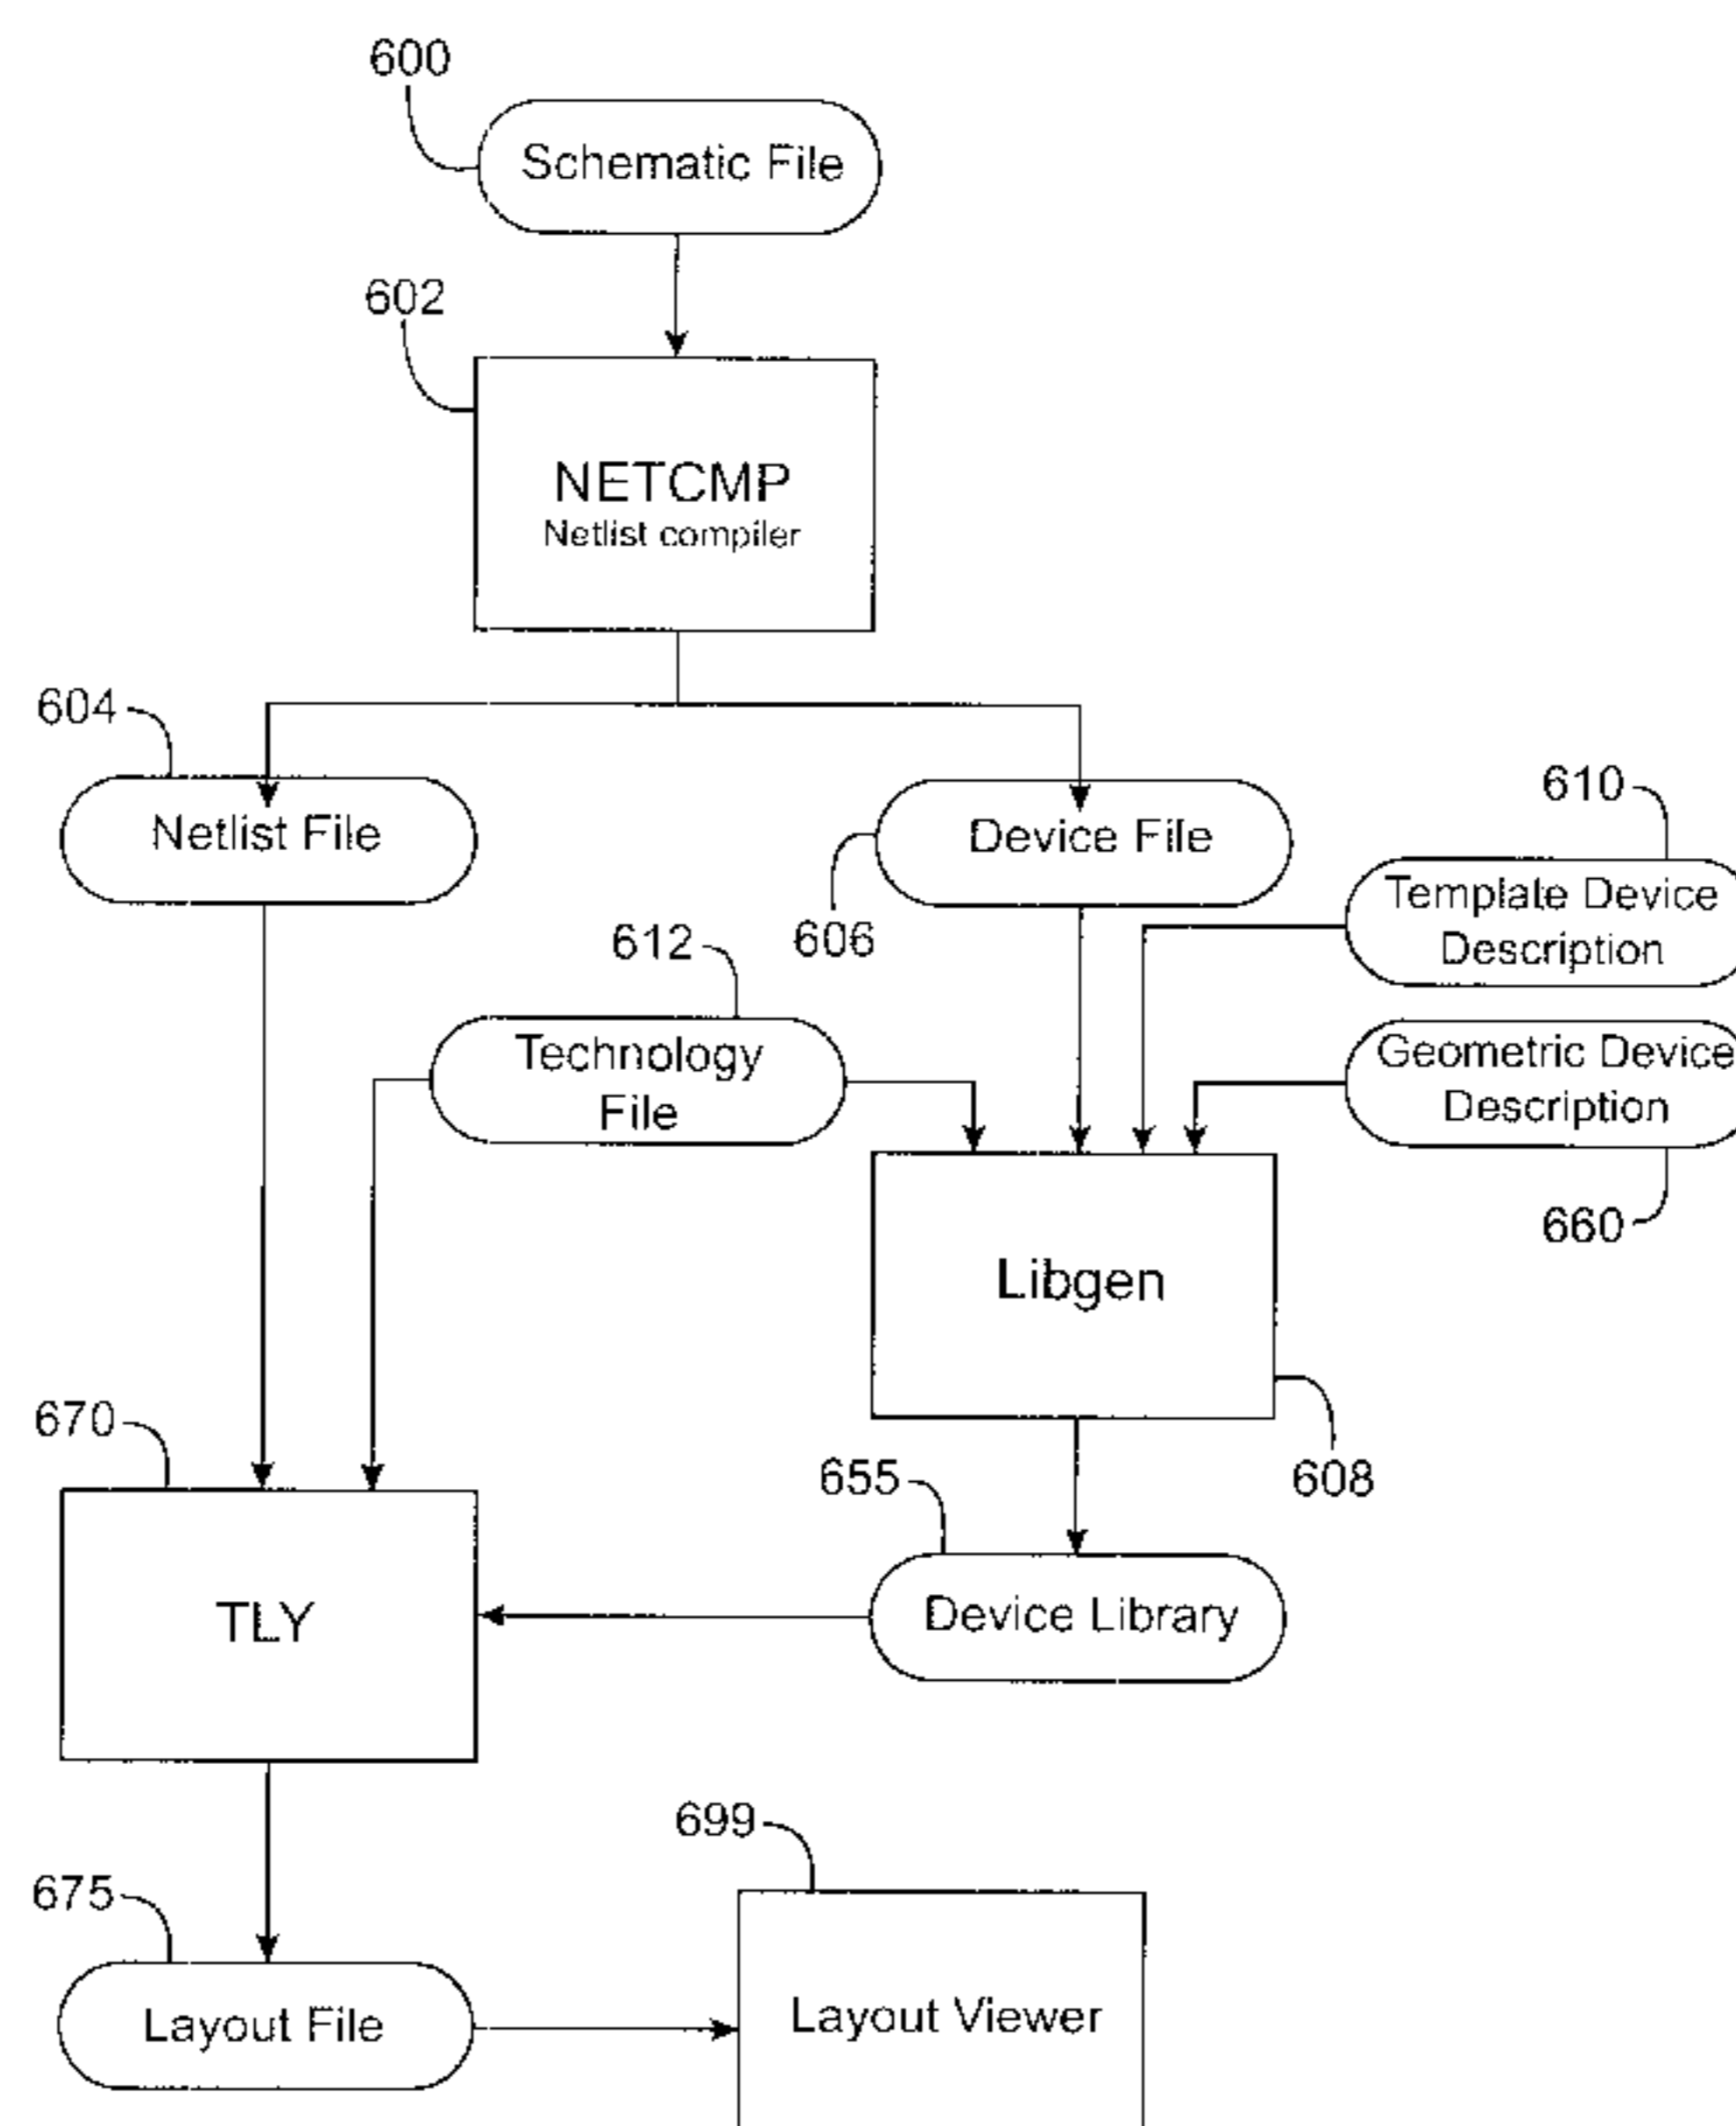 600
Schematic File
602
NETCMP
Netlist compiler
604
Netlist File
Device File
606
610
Template Device
Description
612
Technology
File
Geometric Device
Description
660
Libgen
608
670
TLY
655
Device Library
699
675
Layout File
Layout Viewer